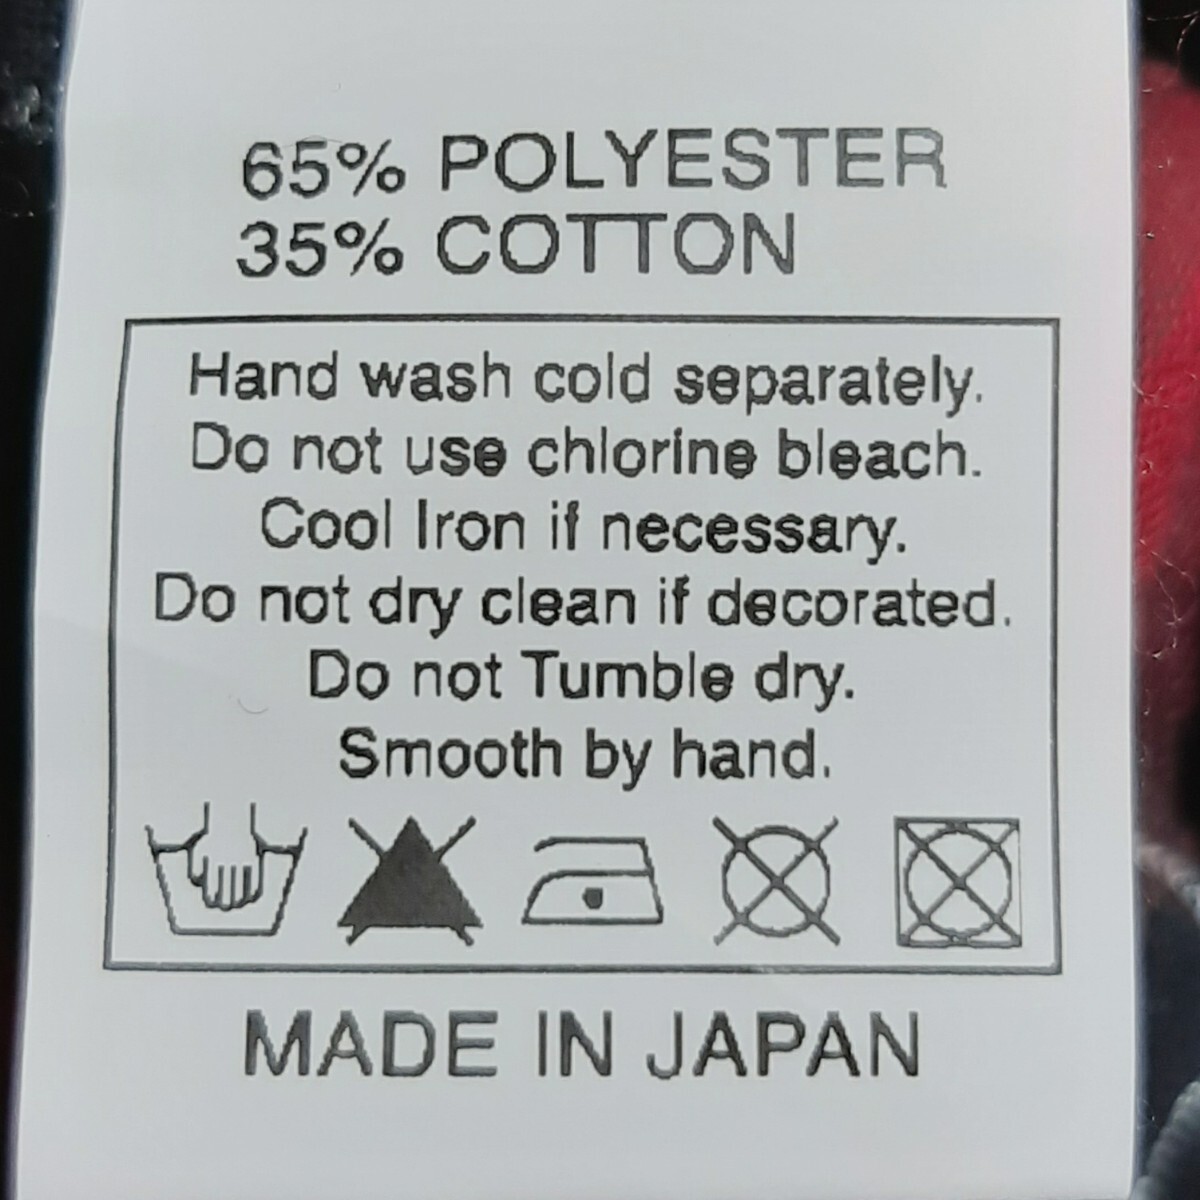 65% POLYESTER
35% COTTON
Hand wash cold separately.
Do not use chlorine bleach.
Cool Iron if necessary.
Do not dry clean if decorated.
Do not Tumble dry.
Smooth by hand.
MADE IN JAPAN